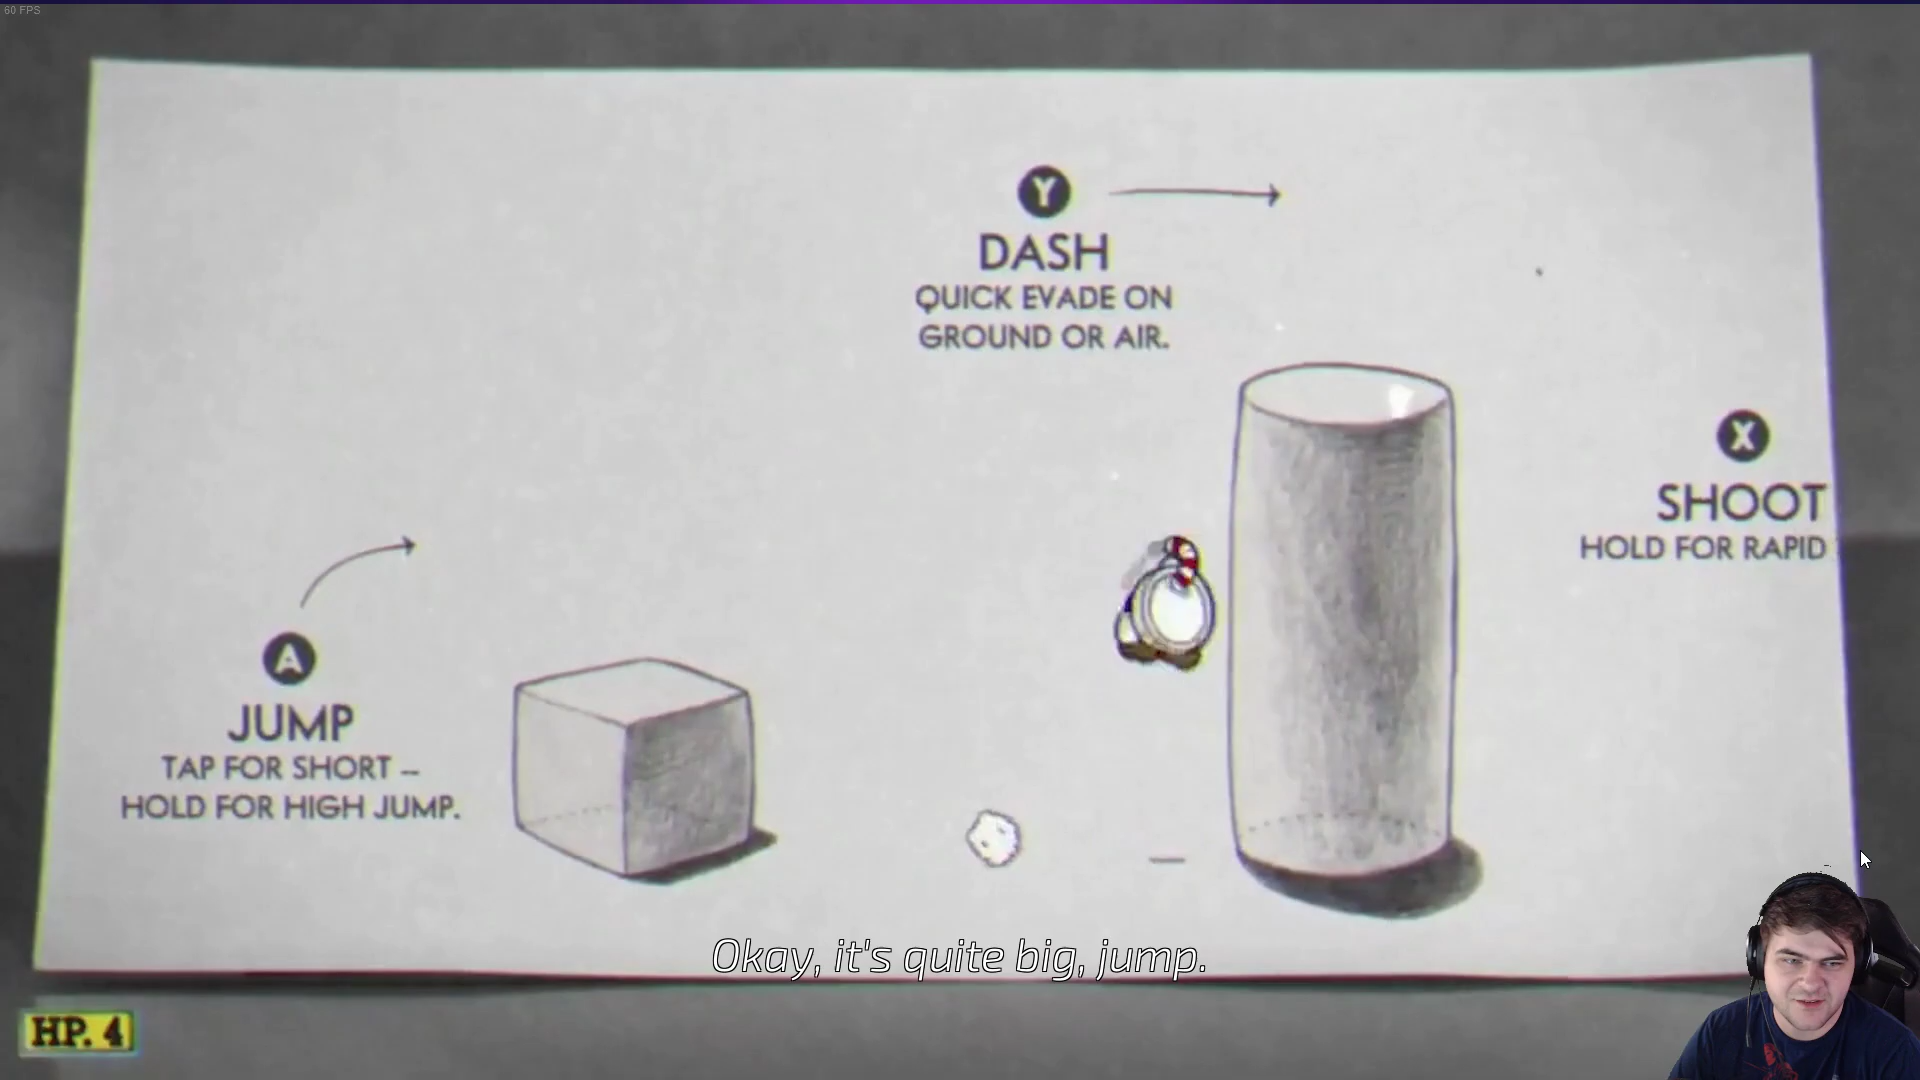 60 FPS
Y
DASH
QUICK EVADE ON
GROUND OR AIR.
X
SHOOT
HOLD FOR RAPID
A
JUMP
TAP FOR SHORT –
HOLD FOR HIGH JUMP.
Okay, it's quite big, jump.
HP. 4